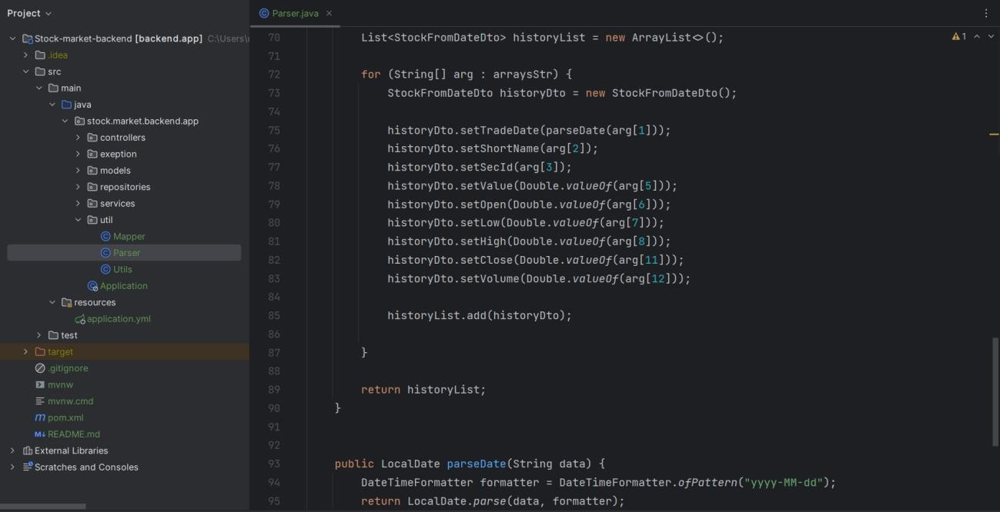 Project
Stock-market-backend [backend.app] C:\Users\
.idea
src
main
java
stock.market.backend.app
controllers
exeption
models
repositories
services
util
Mapper
Parser
Utils
Application
resources
application.yml
test
target
.gitignore
mvnw
mvnw.cmd
pom.xml
README.md
External Libraries
Scratches and Consoles
Parser.java
1
70 List<StockFromDateDto> historyList = new ArrayList<>();
71
72 for (String[] arg : arraysStr) {
73 StockFromDateDto historyDto = new StockFromDateDto();
74
75 historyDto.setTradeDate(parseDate(arg[1]));
76 historyDto.setShortName(arg[2]);
77 historyDto.setSecId(arg[3]);
78 historyDto.setValue(Double.valueOf(arg[5]));
79 historyDto.setOpen(Double.valueOf(arg[6]));
80 historyDto.setLow(Double.valueOf(arg[7]));
81 historyDto.setHigh(Double.valueOf(arg[8]));
82 historyDto.setClose(Double.valueOf(arg[11]));
83 historyDto.setVolume(Double.valueOf(arg[12]));
84
85 historyList.add(historyDto);
86
87 }
88
89 return historyList;
90 }
91
92
93 public LocalDate parseDate(String data) {
94 DateTimeFormatter formatter = DateTimeFormatter.ofPattern("yyyy-MM-dd");
95 return LocalDate.parse(data, formatter);